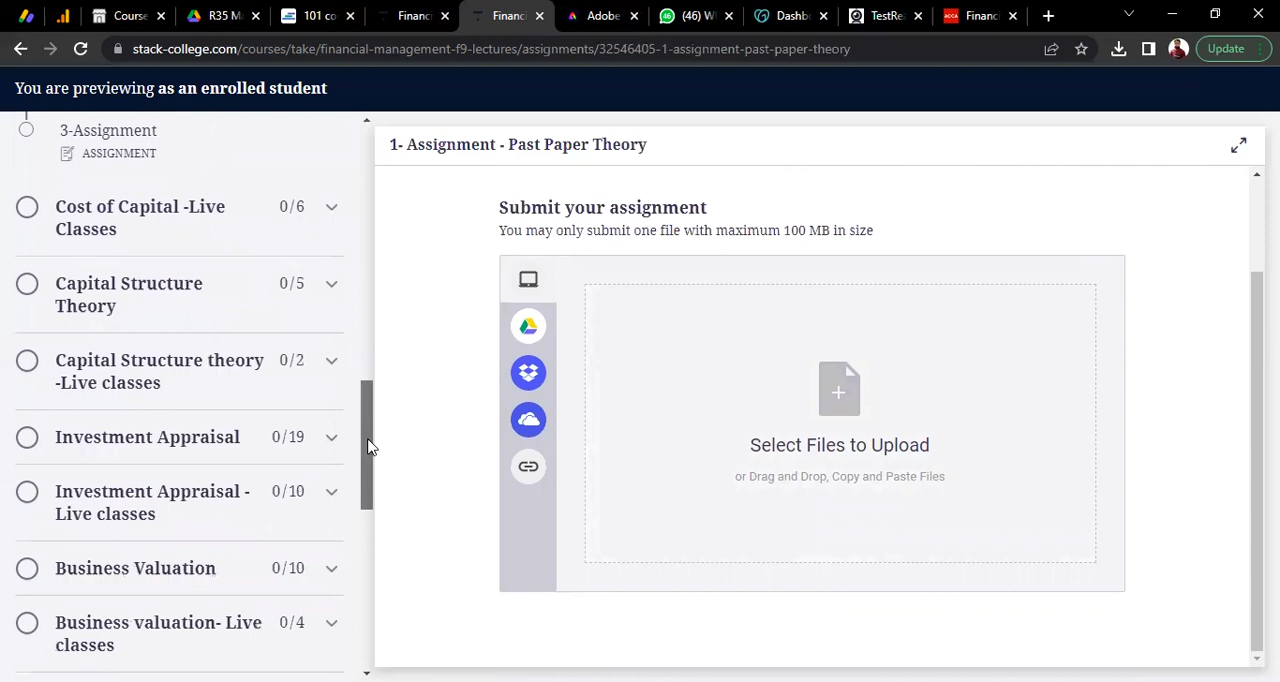 Course
R35 M
101 co
Financ
Financi
Adobe
(46) W
Dashb
TestRe
Financ
stack-college.com/courses/take/financial-management-f9-lectures/assignments/32546405-1-assignment-past-paper-theory
Update
You are previewing as an enrolled student
3-Assignment
ASSIGNMENT
Cost of Capital -Live
Classes
0/6
Capital Structure
Theory
0/5
Capital Structure theory
-Live classes
0/2
Investment Appraisal
0/19
Investment Appraisal -
Live classes
0/10
Business Valuation
0/10
Business valuation- Live
classes
0/4
1- Assignment - Past Paper Theory
Submit your assignment
You may only submit one file with maximum 100 MB in size
Select Files to Upload
or Drag and Drop, Copy and Paste Files